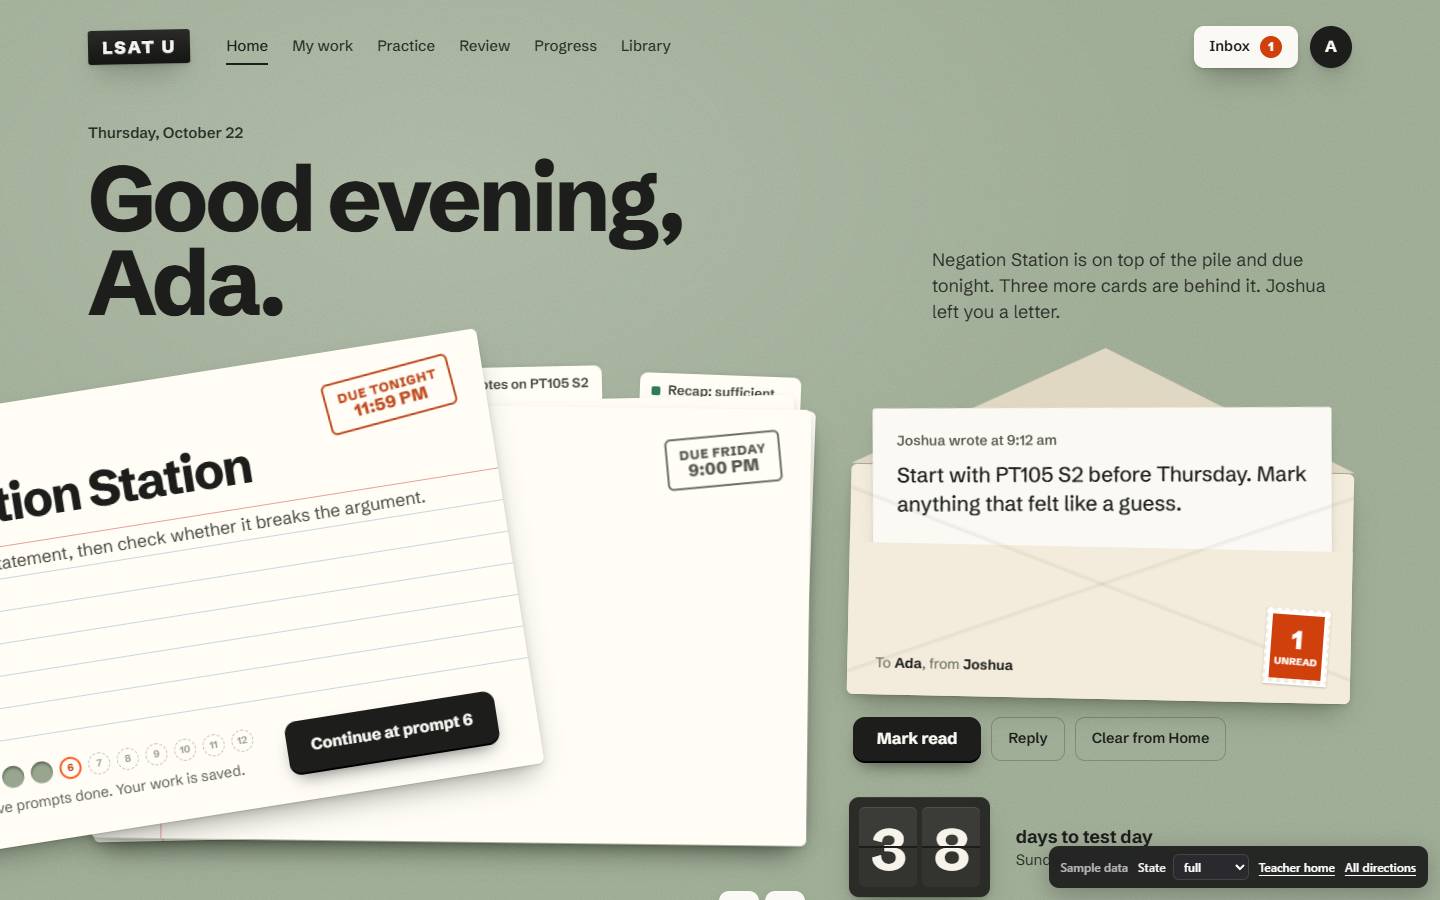 LSAT U
Home
My work
Practice
Review
Progress
Library
Inbox 1
A
Thursday, October 22
Good evening,
Ada.
Negation Station is on top of the pile and due
tonight. Three more cards are behind it. Joshua
left you a letter.
DUE TONIGHT
11:59 PM
tion Station
atement, then check whether it breaks the argument.
6 7 8 9 10 11 12
ve prompts done. Your work is saved.
Continue at prompt 6
otes on PT105 S2
Recap: sufficient
DUE FRIDAY
9:00 PM
Joshua wrote at 9:12 am
Start with PT105 S2 before Thursday. Mark
anything that felt like a guess.
To Ada, from Joshua
1
UNREAD
Mark read
Reply
Clear from Home
38
days to test day
Sund
Sample data
State
full
Teacher home
All directions